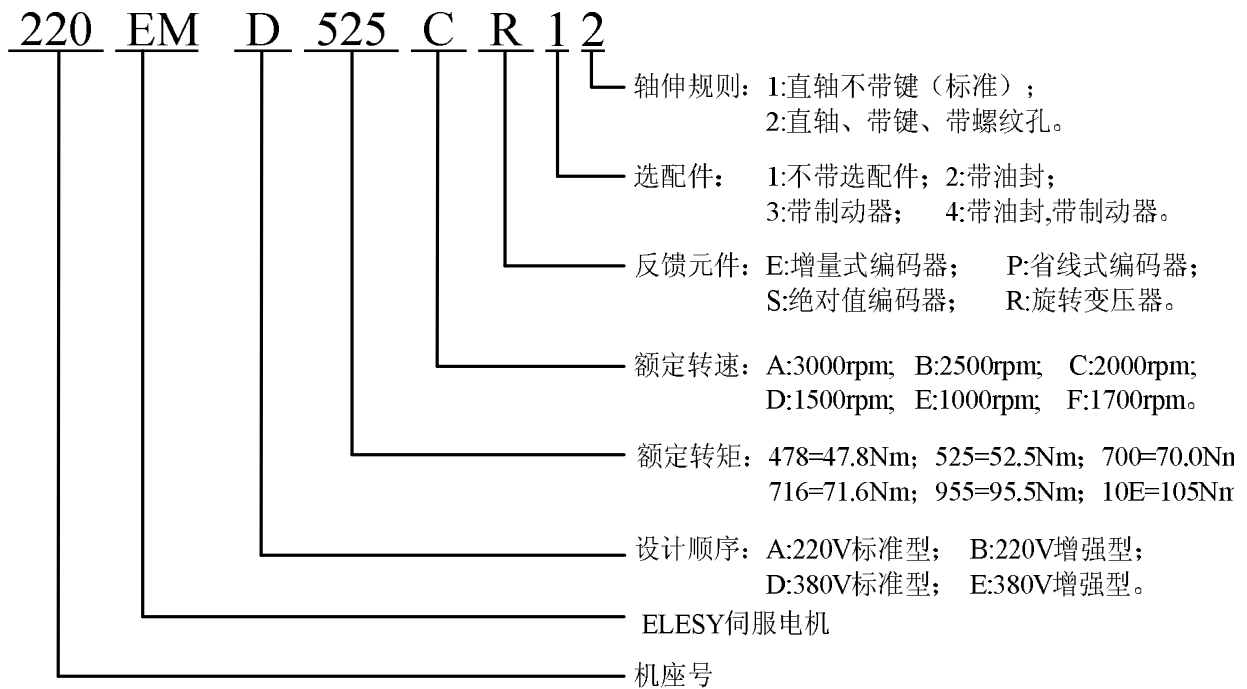 220 EM D 525 C R 1 2
轴伸规则：1:直轴不带键（标准）；
2:直轴、带键、带螺纹孔。
选配件： 1:不带选配件；2:带油封；
3:带制动器； 4:带油封,带制动器。
反馈元件：E:增量式编码器； P:省线式编码器；
S:绝对值编码器； R:旋转变压器。
额定转速：A:3000rpm; B:2500rpm; C:2000rpm;
D:1500rpm; E:1000rpm; F:1700rpm。
额定转矩：478=47.8Nm；525=52.5Nm；700=70.0Nm
716=71.6Nm；955=95.5Nm；10E=105Nm
设计顺序：A:220V标准型； B:220V增强型；
D:380V标准型； E:380V增强型。
ELESY伺服电机
机座号